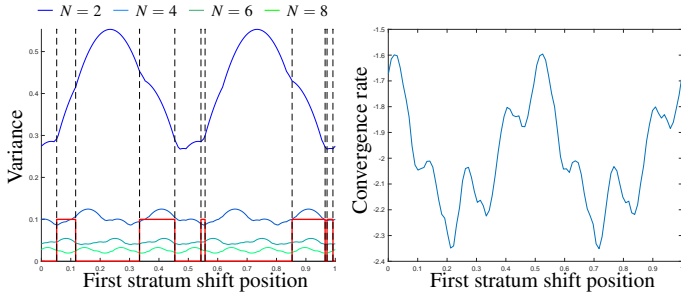 N = 2 N = 4 N = 6 N = 8
Variance
0.5
0.4
0.3
0.2
0.1
0
0 0.1 0.2 0.3 0.4 0.5 0.6 0.7 0.8 0.9 1
First stratum shift position
Convergence rate
-1.5
-1.6
-1.7
-1.8
-1.9
-2
-2.1
-2.2
-2.3
-2.4
0 0.1 0.2 0.3 0.4 0.5 0.6 0.7 0.8 0.9 1
First stratum shift position